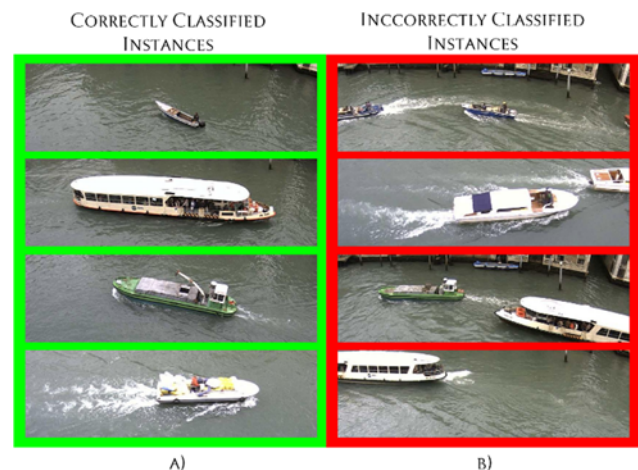 CORRECTLY CLASSIFIED
INSTANCES
INCCORRECTLY CLASSIFIED
INSTANCES
A)
B)